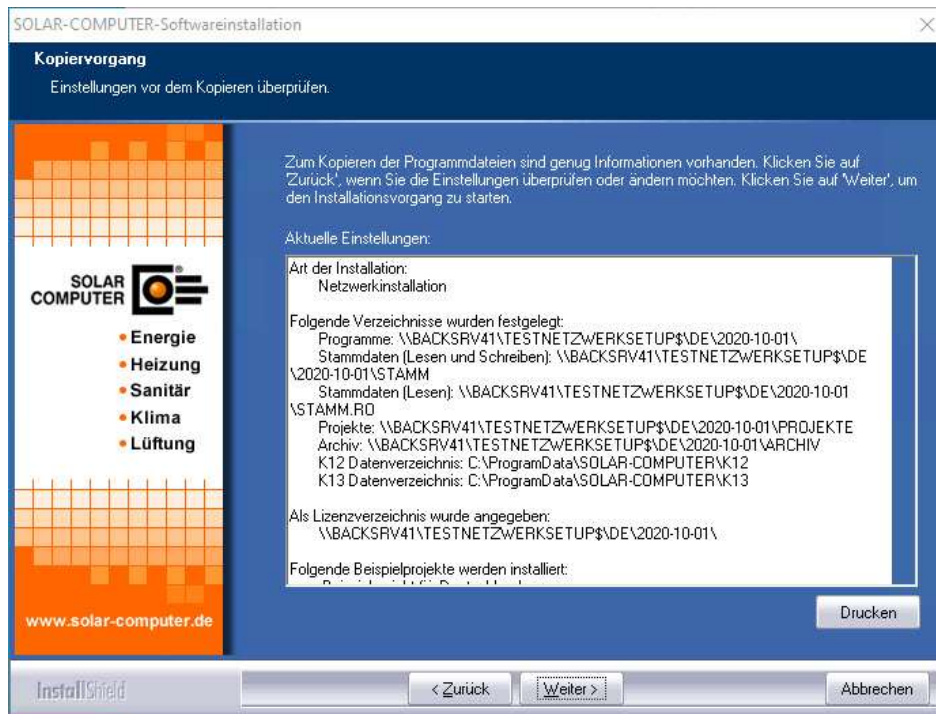 SOLAR-COMPUTER-Softwareinstallation
Kopiervorgang
Einstellungen vor dem Kopieren überprüfen.
Zum Kopieren der Programmdateien sind genug Informationen vorhanden. Klicken Sie auf
'Zurück', wenn Sie die Einstellungen überprüfen oder ändern möchten. Klicken Sie auf 'Weiter', um
den Installationsvorgang zu starten.
Aktuelle Einstellungen:
Art der Installation:
Netzwerkinstallation
Folgende Verzeichnisse wurden festgelegt:
Programme: \\BACKSRV41\TESTNETZWERKSETUP$\DE\2020-10-01\
Stammdaten (Lesen und Schreiben): \\BACKSRV41\TESTNETZWERKSETUP$\DE
\2020-10-01\STAMM
Stammdaten (Lesen): \\BACKSRV41\TESTNETZWERKSETUP$\DE\2020-10-01
\STAMM.RO
Projekte: \\BACKSRV41\TESTNETZWERKSETUP$\DE\2020-10-01\PROJEKTE
Archiv: \\BACKSRV41\TESTNETZWERKSETUP$\DE\2020-10-01\ARCHIV
K12 Datenverzeichnis: C:\ProgramData\SOLAR-COMPUTER\K12
K13 Datenverzeichnis: C:\ProgramData\SOLAR-COMPUTER\K13
Als Lizenzverzeichnis wurde angegeben:
\\BACKSRV41\TESTNETZWERKSETUP$\DE\2020-10-01\
Folgende Beispielprojekte werden installiert:
SOLAR
COMPUTER
®
• Energie
• Heizung
• Sanitär
• Klima
• Lüftung
www.solar-computer.de
Drucken
InstallShield
< Zurück
Weiter >
Abbrechen